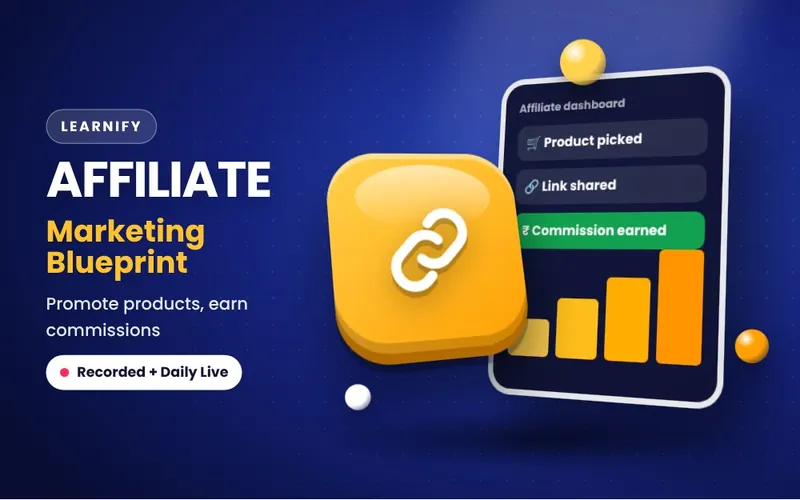 LEARNIFY
AFFILIATE
Marketing
Blueprint
Promote products, earn
commissions
Recorded + Daily Live
Affiliate dashboard
🛒 Product picked
🔗 Link shared
₹ Commission earned